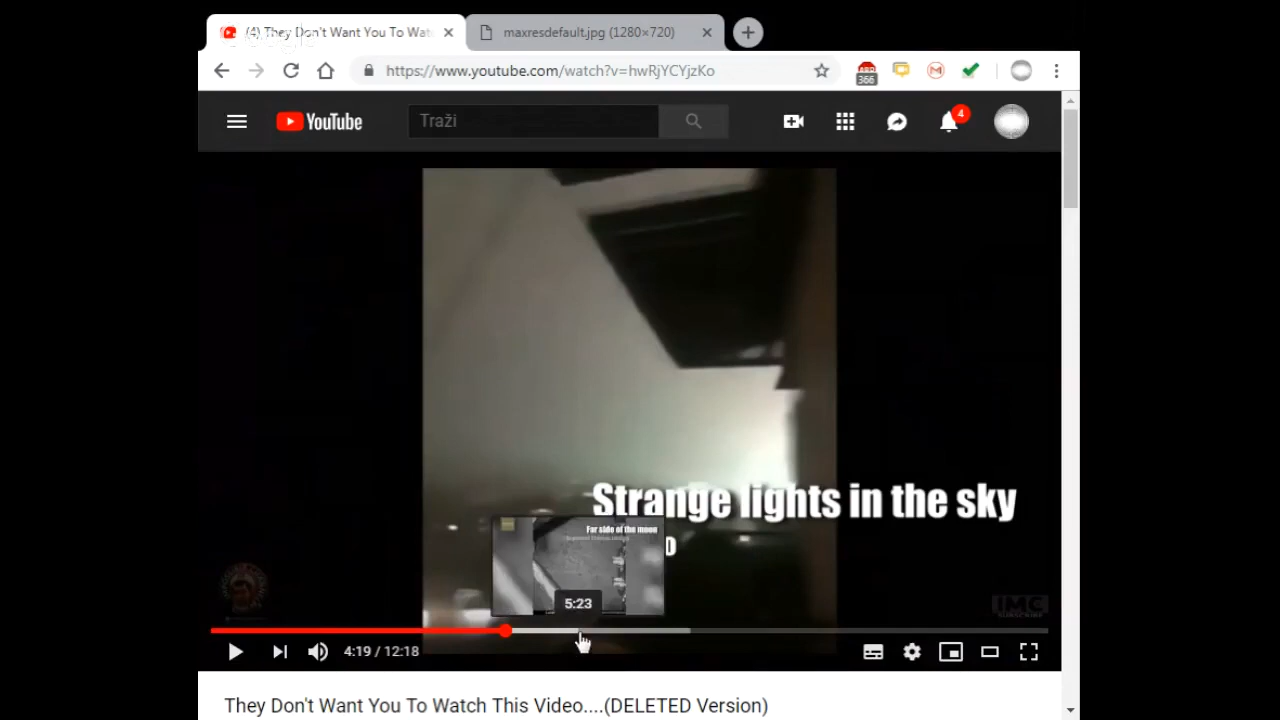 (4) They Don't Want You To Wat
maxresdefault.jpg (1280×720)
https://www.youtube.com/watch?v=hwRjYCYjzKo
ABP
366
YouTube
Traži
4
Strange lights in the sky
Far side of the moon
5:23
IMC
4:19 / 12:18
They Don't Want You To Watch This Video....(DELETED Version)